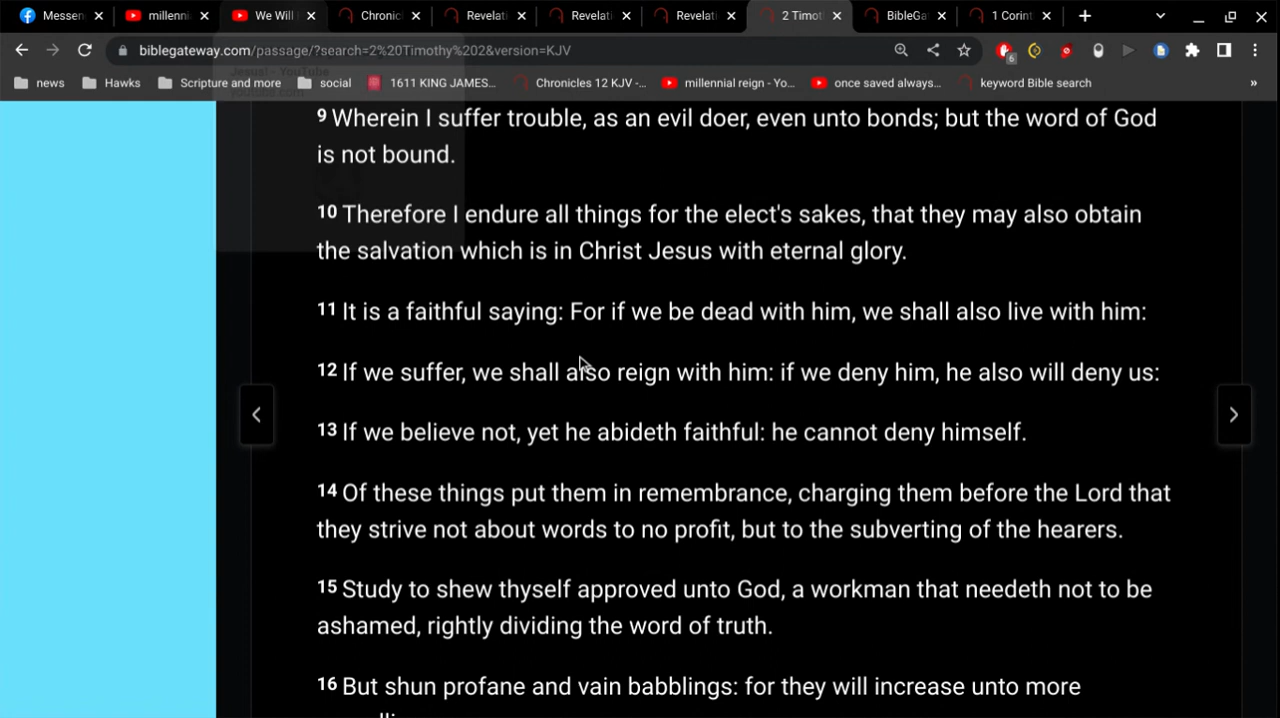 Messen
millenni
We Will
Chronic
Revelati
Revelati
Revelati
2 Timot
BibleGa
1 Corint
biblegateway.com/passage/?search=2%20Timothy%202&version=KJV
6
news
Hawks
Scripture and more
social
1611 KING JAMES...
Chronicles 12 KJV -...
millennial reign - Yo...
once saved always...
keyword Bible search
»
Jesus! - YouTube
9 Wherein I suffer trouble, as an evil doer, even unto bonds; but the word of God
is not bound.
10 Therefore I endure all things for the elect's sakes, that they may also obtain
the salvation which is in Christ Jesus with eternal glory.
11 It is a faithful saying: For if we be dead with him, we shall also live with him:
12 If we suffer, we shall also reign with him: if we deny him, he also will deny us:
13 If we believe not, yet he abideth faithful: he cannot deny himself.
14 Of these things put them in remembrance, charging them before the Lord that
they strive not about words to no profit, but to the subverting of the hearers.
15 Study to shew thyself approved unto God, a workman that needeth not to be
ashamed, rightly dividing the word of truth.
16 But shun profane and vain babblings: for they will increase unto more